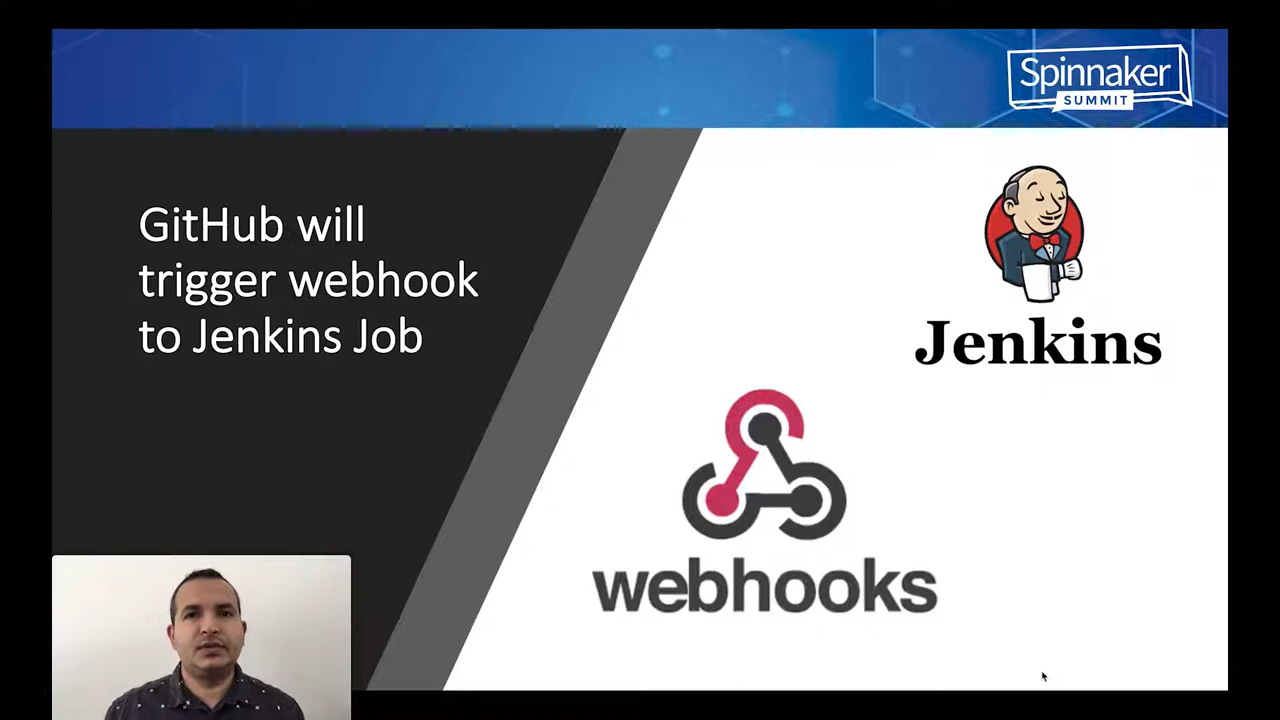 Spinnaker
SUMMIT
GitHub will
trigger webhook
to Jenkins Job
Jenkins
webhooks